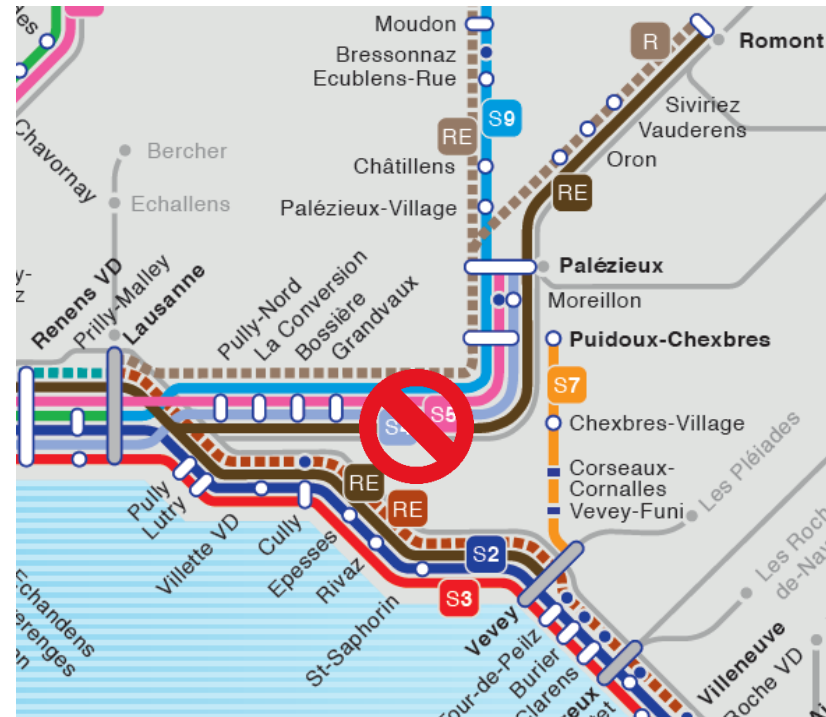 Moudon
Bressonnaz
Ecublens-Rue
RE
S9
Châtillens
Palézieux-Village
R
Romont
Siviriez
Vauderens
Oron
RE
Chavornay
Bercher
Echallens
Renens VD
Prilly-Malley
Lausanne
Pully-Nord
La Conversion
Bossière
Grandvaux
Palézieux
Moreillon
Puidoux-Chexbres
S5
S7
Chexbres-Village
Corseaux-
Cornalles
Vevey-Funi
Les Pléiades
Pully
Lutry
Villette VD
Cully
Epesses
Rivaz
St-Saphorin
RE
RE
S2
S3
Vevey
Burier
Clarens
Villeneuve
Roche VD
Echandens